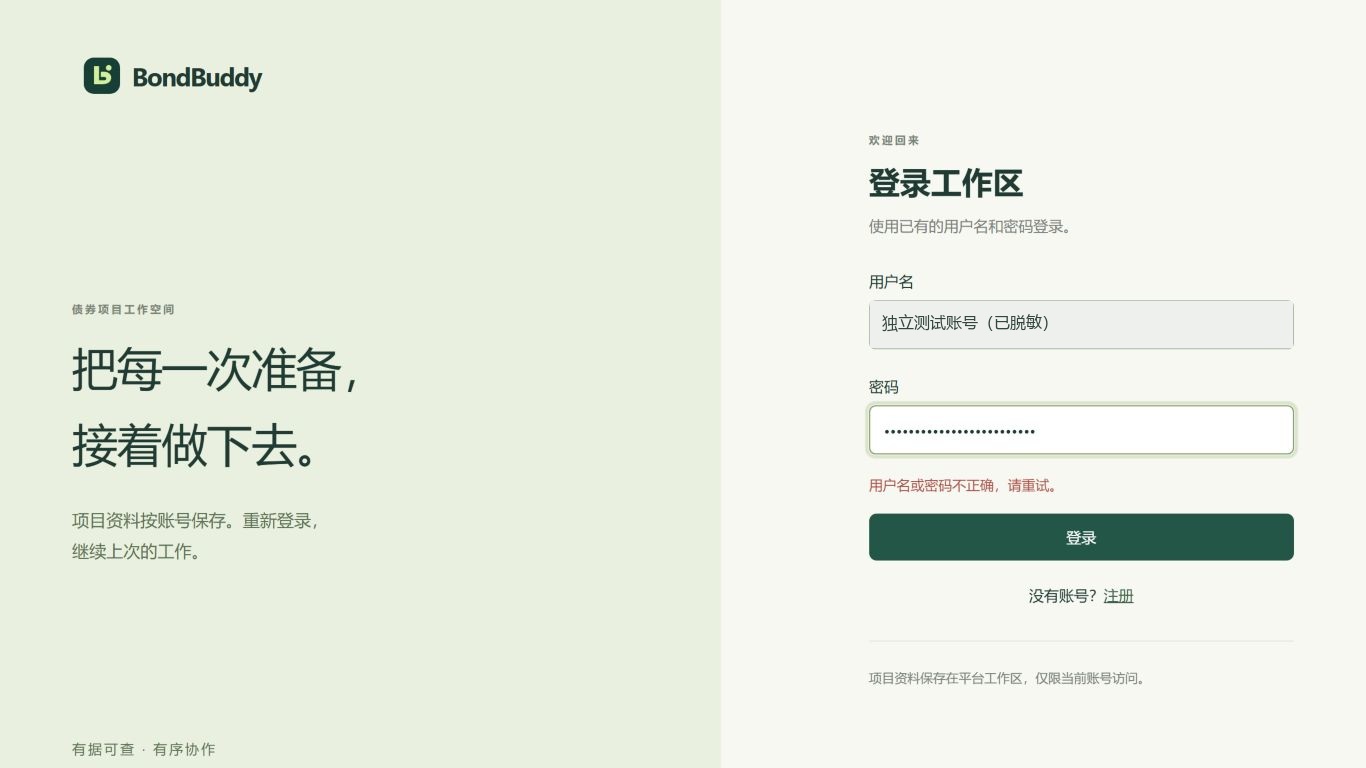 BondBuddy
债券项目工作空间
把每一次准备，
接着做下去。
项目资料按账号保存。重新登录，
继续上次的工作。
有据可查 · 有序协作
欢迎回来
登录工作区
使用已有的用户名和密码登录。
用户名
独立测试账号（已脱敏）
密码
••••••••••••••••••••••••
用户名或密码不正确，请重试。
登录
没有账号？注册
项目资料保存在平台工作区，仅限当前账号访问。